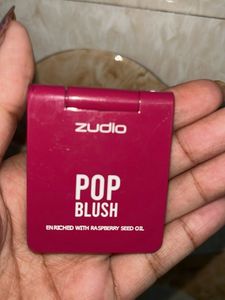 zudio
POP
BLUSH
ENRICHED WITH RASPBERRY SEED OIL